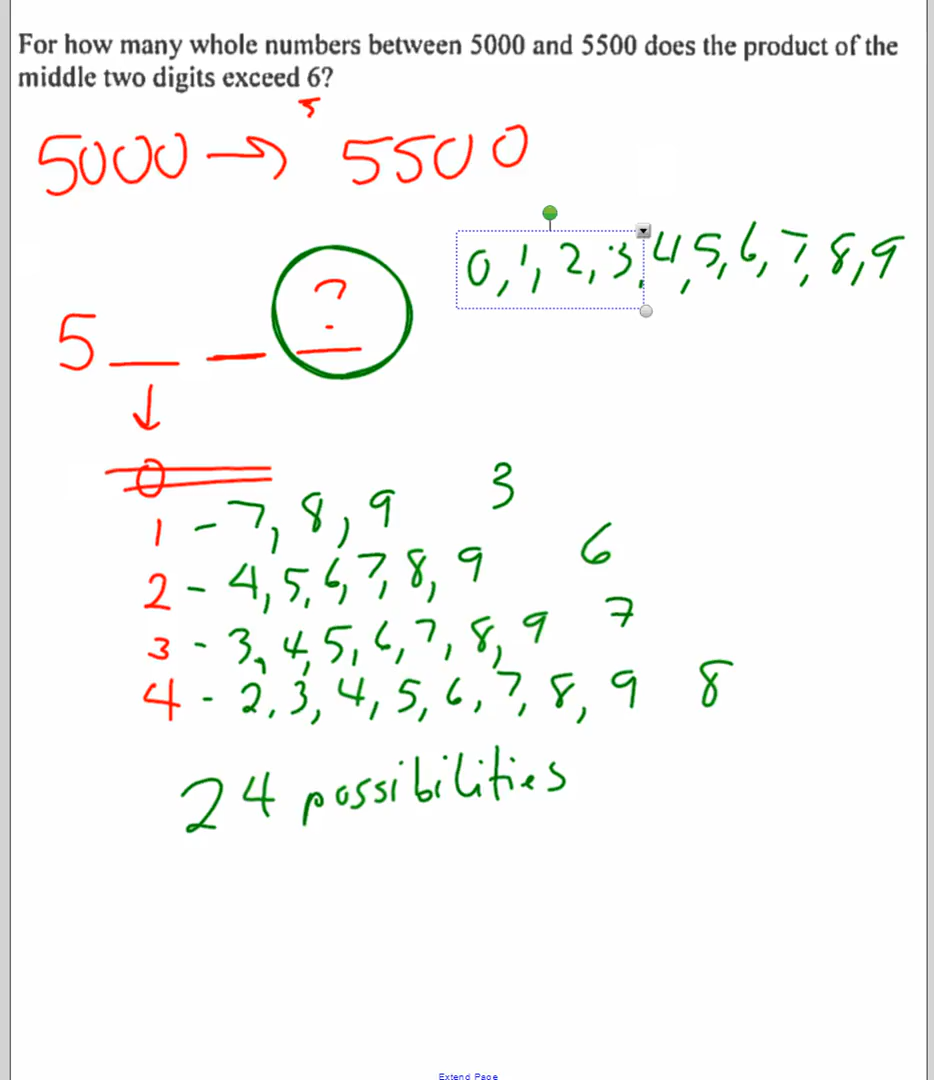 For how many whole numbers between 5000 and 5500 does the product of the
middle two digits exceed 6?
5
5000 → 5500
0, 1, 2, 3, 4, 5, 6, 7, 8, 9
5 _ _ ?
↓
0
1 - 7, 8, 9 3
2 - 4, 5, 6, 7, 8, 9 6
3 - 3, 4, 5, 6, 7, 8, 9 7
4 - 2, 3, 4, 5, 6, 7, 8, 9 8
24 possibilities
Extend Page